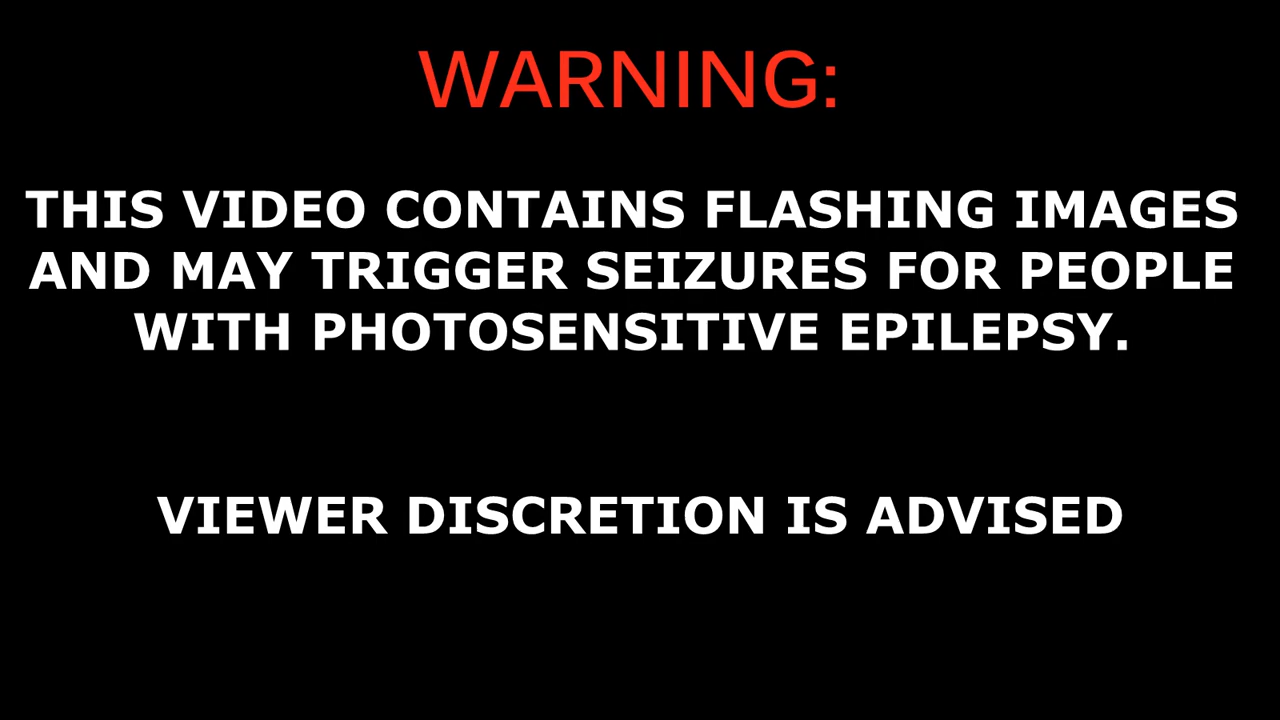 WARNING:
THIS VIDEO CONTAINS FLASHING IMAGES
AND MAY TRIGGER SEIZURES FOR PEOPLE
WITH PHOTOSENSITIVE EPILEPSY.
VIEWER DISCRETION IS ADVISED